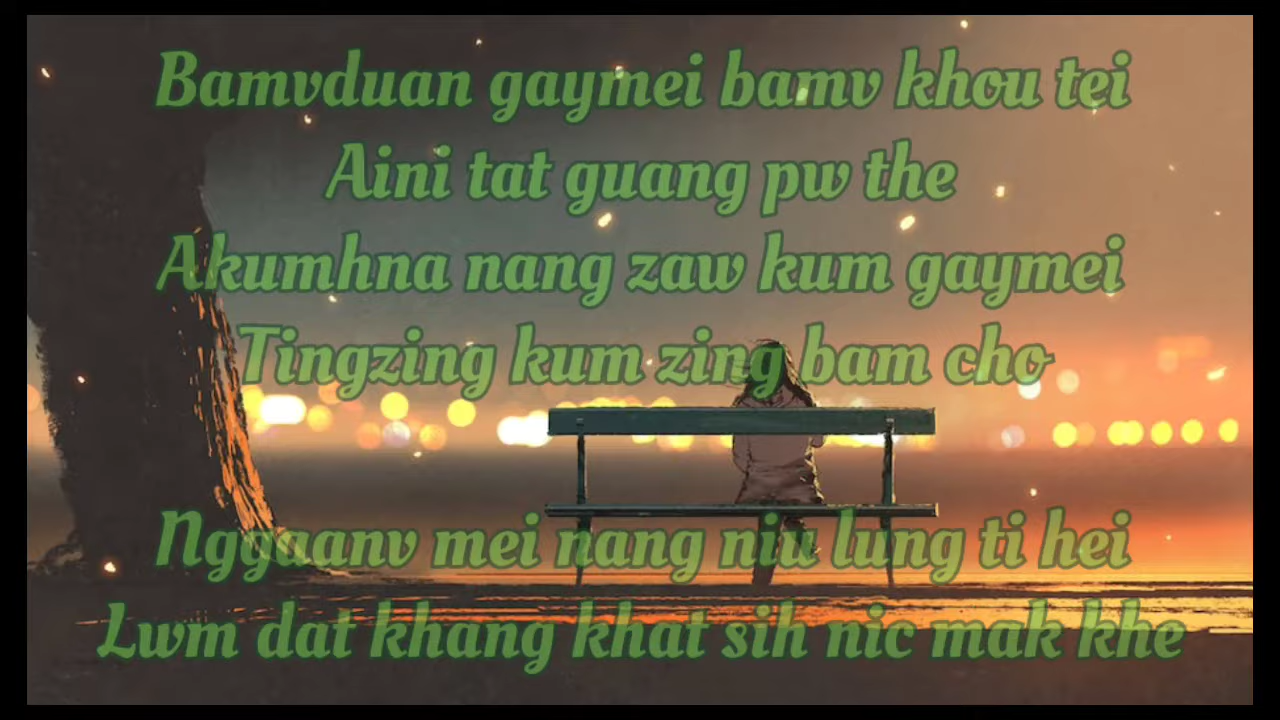 Bamvduan gaymei bamv khou tei
Aini tat guang pw the
Akumhna nang zaw kum gaymei
Tingzing kum zing bam cho
Nggaanv mei nang niu lung ti hei
Lwm dat khang khat sih nic mak khe